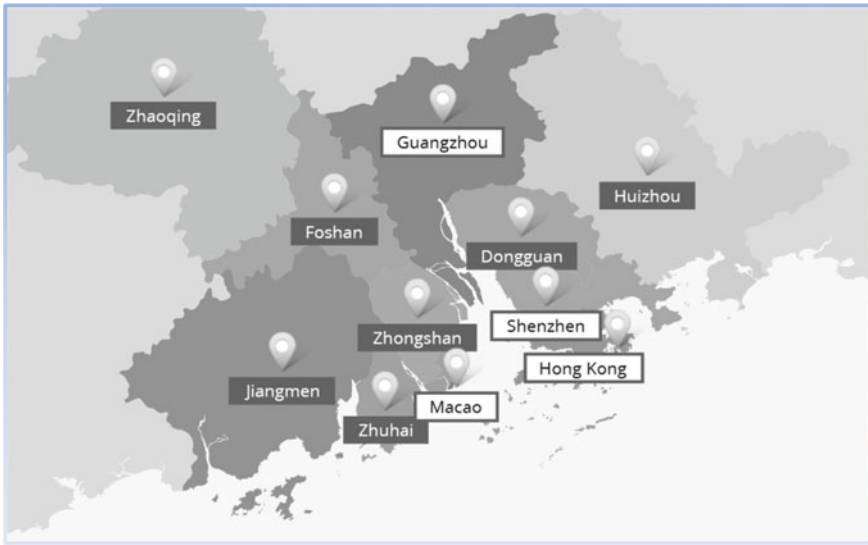 Zhaoqing
Guangzhou
Huizhou
Foshan
Dongguan
Zhongshan
Shenzhen
Hong Kong
Jiangmen
Macao
Zhuhai